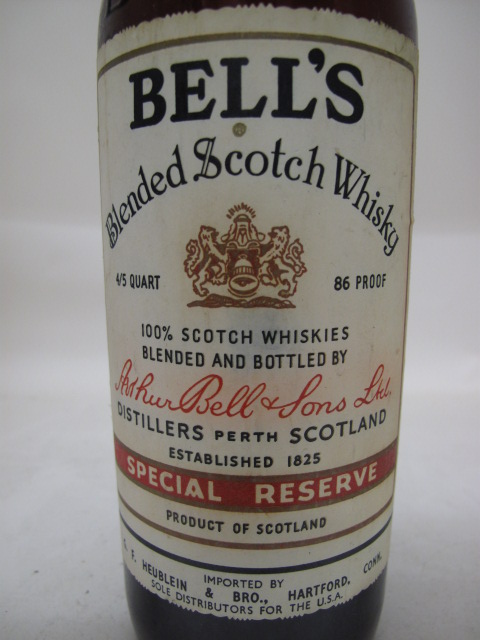 BELL'S
Blended Scotch Whisky
4/5 QUART 86 PROOF
100% SCOTCH WHISKIES
BLENDED AND BOTTLED BY
Arthur Bell & Sons Ltd.
DISTILLERS PERTH SCOTLAND
ESTABLISHED 1825
SPECIAL RESERVE
PRODUCT OF SCOTLAND
IMPORTED BY
F. HEUBLEIN & BRO., HARTFORD, CONN.
SOLE DISTRIBUTORS FOR THE U.S.A.